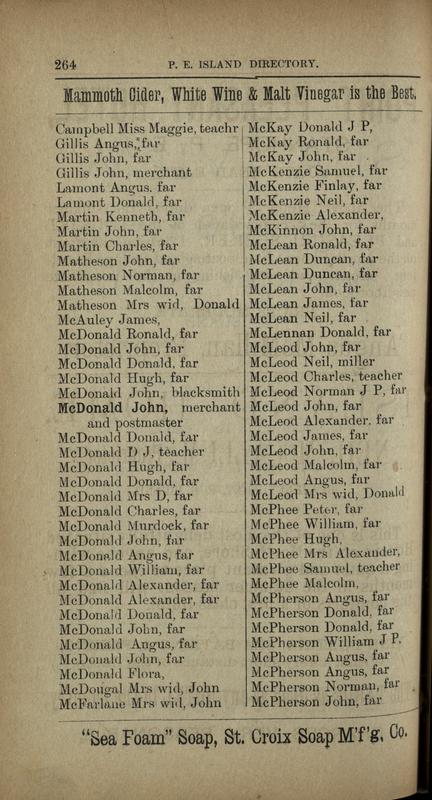 264 P. E. ISLAND DIRECTORY.
Mammoth Cider, White Wine & Malt Vinegar is the Best.
Campbell Miss Maggie, teachr
Gillis Angus, far
Gillis John, far
Gillis John, merchant
Lamont Angus. far
Lamont Donald, far
Martin Kenneth, far
Martin John, far
Martin Charles, far
Matheson John, far
Matheson Norman, far
Matheson Malcolm, far
Matheson Mrs wid, Donald
McAuley James,
McDonald Ronald, far
McDonald John, far
McDonald Donald, far
McDonald Hugh, far
McDonald John, blacksmith
McDonald John, merchant
and postmaster
McDonald Donald, far
McDonald D J, teacher
McDonald Hugh, far
McDonald Donald, far
McDonald Mrs D, far
McDonald Charles, far
McDonald Murdock, far
McDonald John, far
McDonald Angus, far
McDonald William, far
McDonald Alexander, far
McDonald Alexander, far
McDonald Donald, far
McDonald John, far
McDonald Angus, far
McDonald John, far
McDonald Flora,
McDougal Mrs wid, John
McFarlane Mrs wid, John
McKay Donald J P,
McKay Ronald, far
McKay John, far
McKenzie Samuel, far
McKenzie Finlay, far
McKenzie Neil, far
McKenzie Alexander,
McKinnon John, far
McLean Ronald, far
McLean Duncan, far
McLean Duncan, far
McLean John, far
McLean James, far
McLean Neil, far
McLennan Donald, far
McLeod John, far
McLeod Neil, miller
McLeod Charles, teacher
McLeod Norman J P, far
McLeod John, far
McLeod Alexander. far
McLeod James, far
McLeod John, far
McLeod Malcolm, far
McLeod Angus, far
McLeod Mrs wid, Donald
McPhee Peter, far
McPhee William, far
McPhee Hugh,
McPhee Mrs Alexander,
McPhee Samuel, teacher
McPhee Malcolm,
McPherson Angus, far
McPherson Donald, far
McPherson Donald, far
McPherson William J P.
McPherson Angus, far
McPherson Angus, far
McPherson Norman, far
McPherson John, far
"Sea Foam" Soap, St. Croix Soap M'f'g, Co.